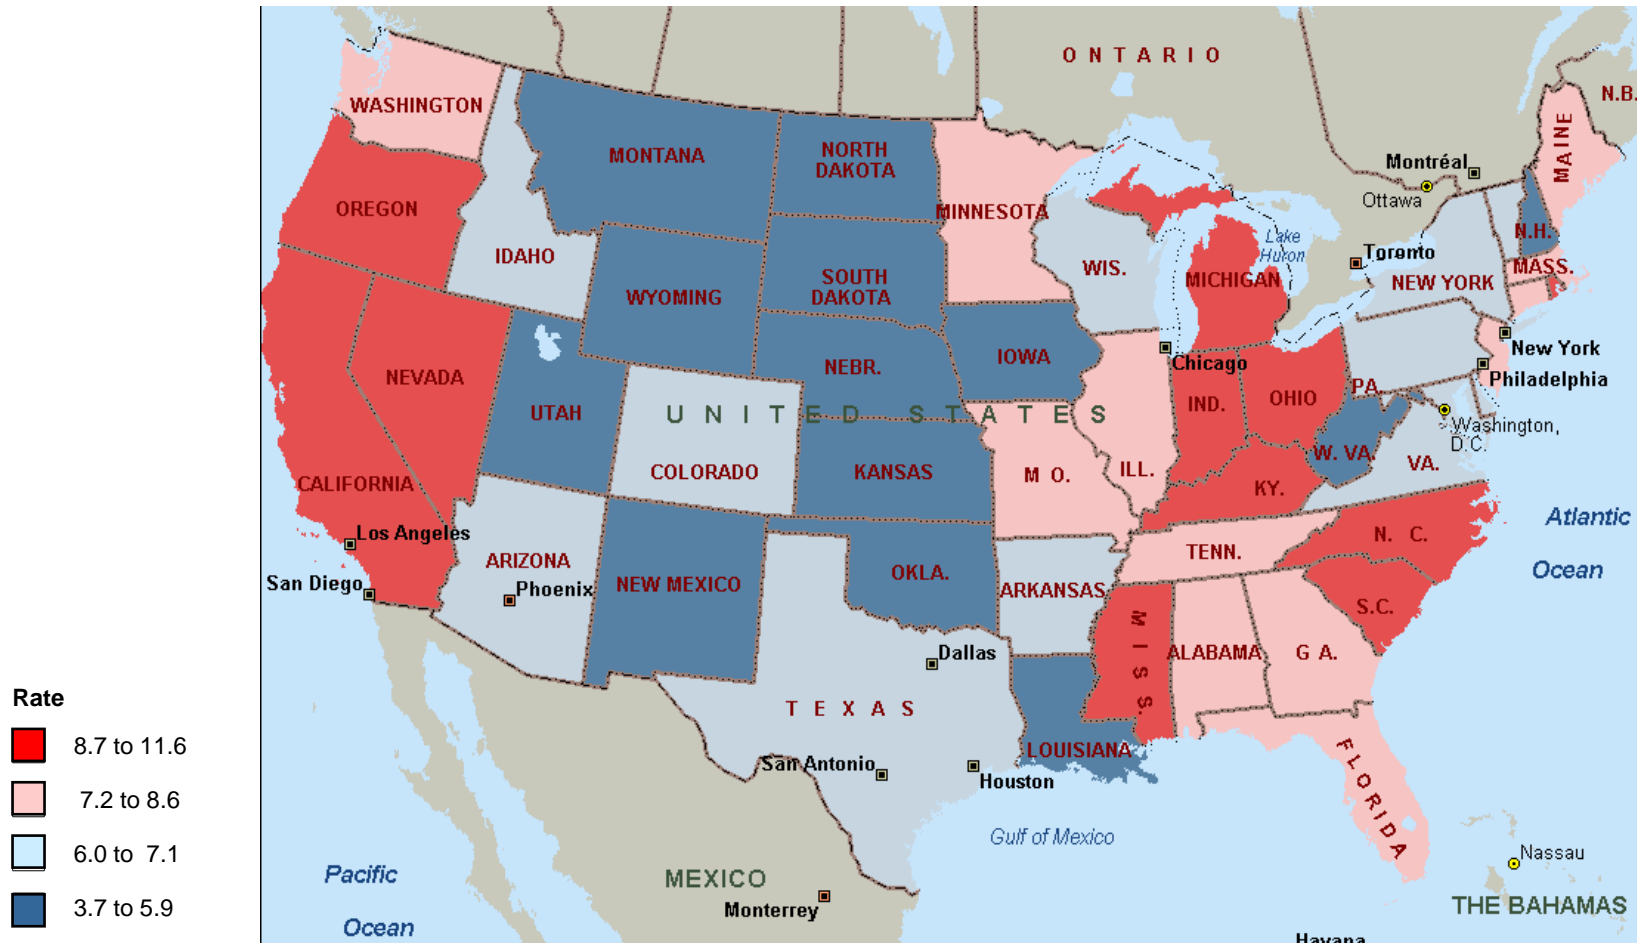 ONTARIO
N.B.
WASHINGTON
MAINE
MONTANA
NORTH
DAKOTA
Montréal
Ottawa
OREGON
MINNESOTA
N.H.
Lake
Huron
Toronto
IDAHO
WIS.
MASS.
SOUTH
DAKOTA
MICHIGAN
NEW YORK
WYOMING
New York
IOWA
Chicago
NEBR.
NEVADA
Philadelphia
PA.
IND.
OHIO
UTAH
UNITED STATES
Washington,
D.C.
W. VA.
VA.
COLORADO
KANSAS
MO.
ILL.
CALIFORNIA
KY.
Atlantic
Ocean
Los Angeles
N. C.
TENN.
ARIZONA
OKLA.
San Diego
Phoenix
NEW MEXICO
ARKANSAS
S.C.
MISS.
Dallas
ALABAMA
GA.
Rate
8.7 to 11.6
7.2 to 8.6
6.0 to 7.1
3.7 to 5.9
TEXAS
LOUISIANA
FLORIDA
San Antonio
Houston
Gulf of Mexico
Nassau
Pacific
Ocean
MEXICO
Monterrey
THE BAHAMAS
Havana